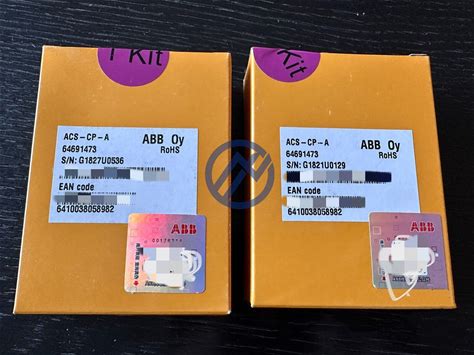 1 Kit
ACS-CP-A
ABB Oy
64691473
RoHS
S/N: G1827U0536
EAN code
6410038058982
ABB
Kit
ACS-CP-A
ABB Oy
64691473
RoHS
S/N: G1821U0129
EAN code
6410038058982
ABB